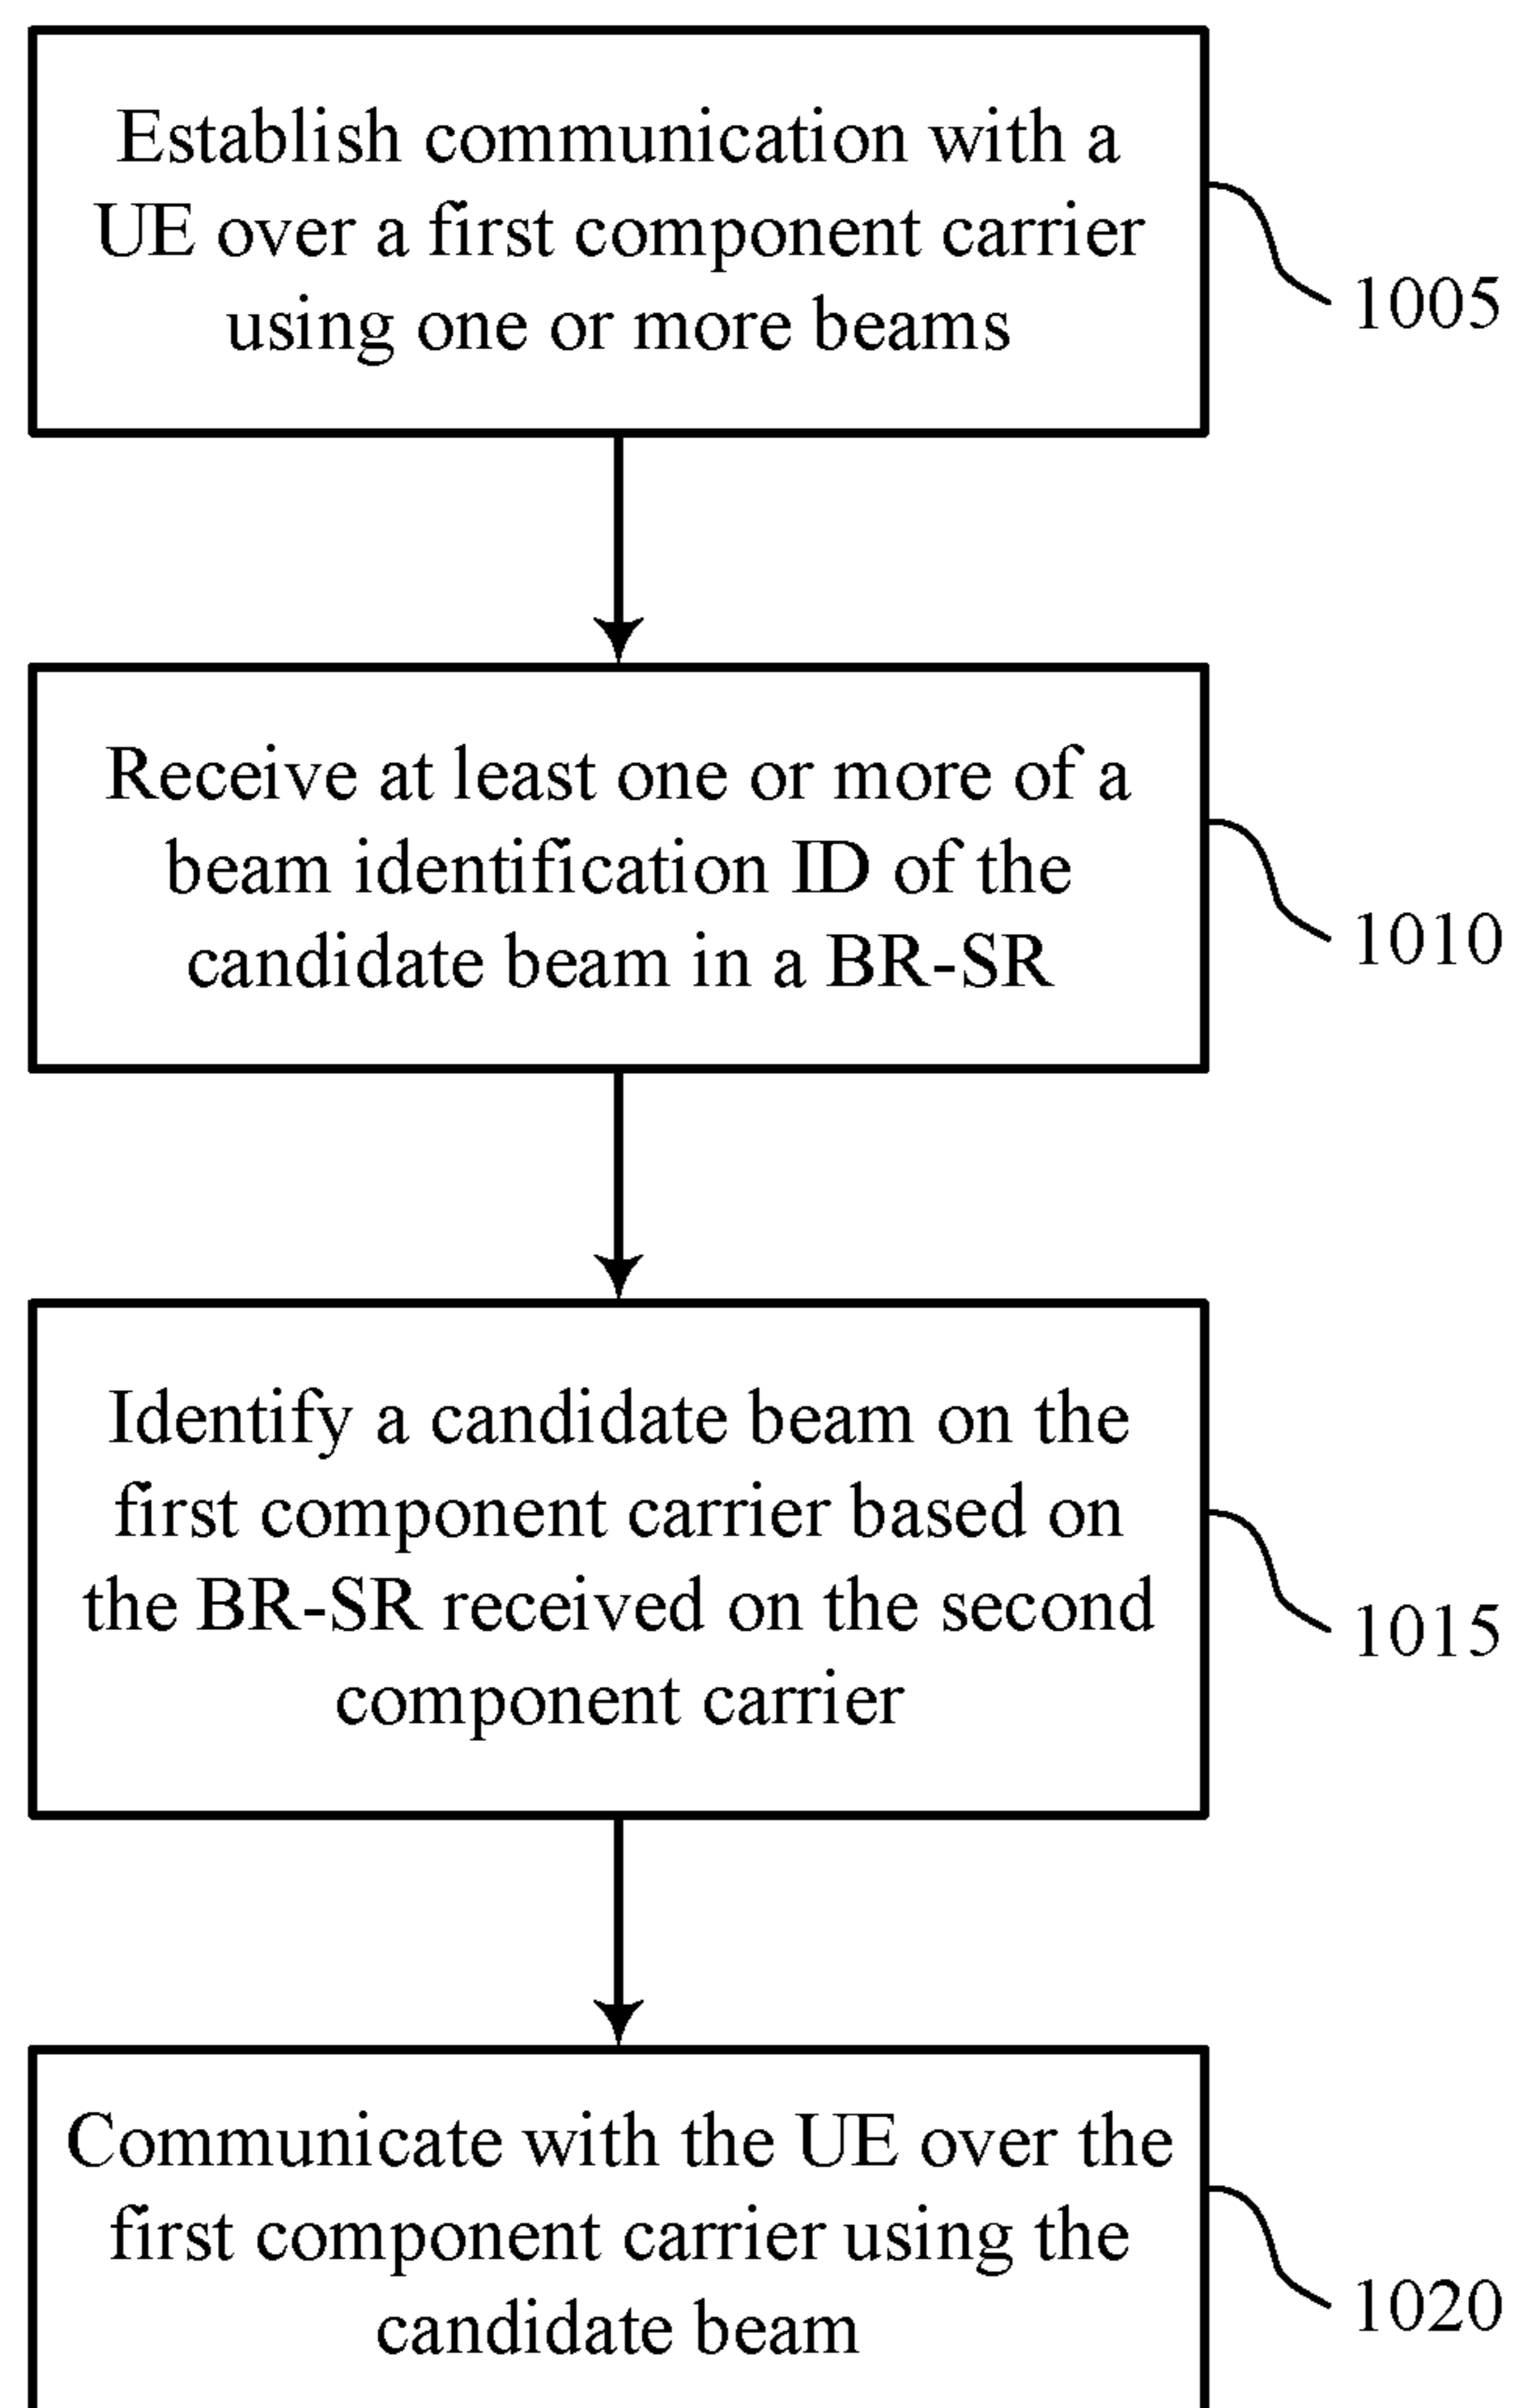 Establish communication with a
UE over a first component carrier
using one or more beams
1005
Receive at least one or more of a
beam identification ID of the
candidate beam in a BR-SR
1010
Identify a candidate beam on the
first component carrier based on
the BR-SR received on the second
component carrier
1015
Communicate with the UE over the
first component carrier using the
candidate beam
1020